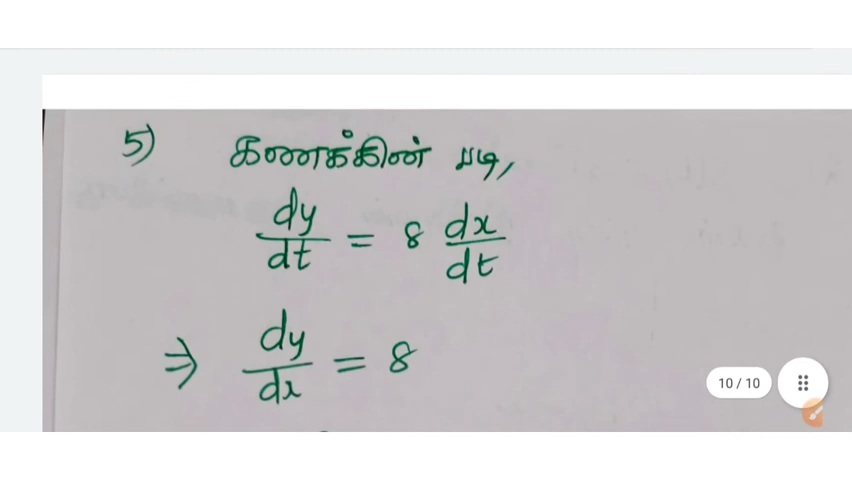 5) கணக்கின் படி,
dy/dt = 8 dx/dt
⇒ dy/dx = 8
10 / 10